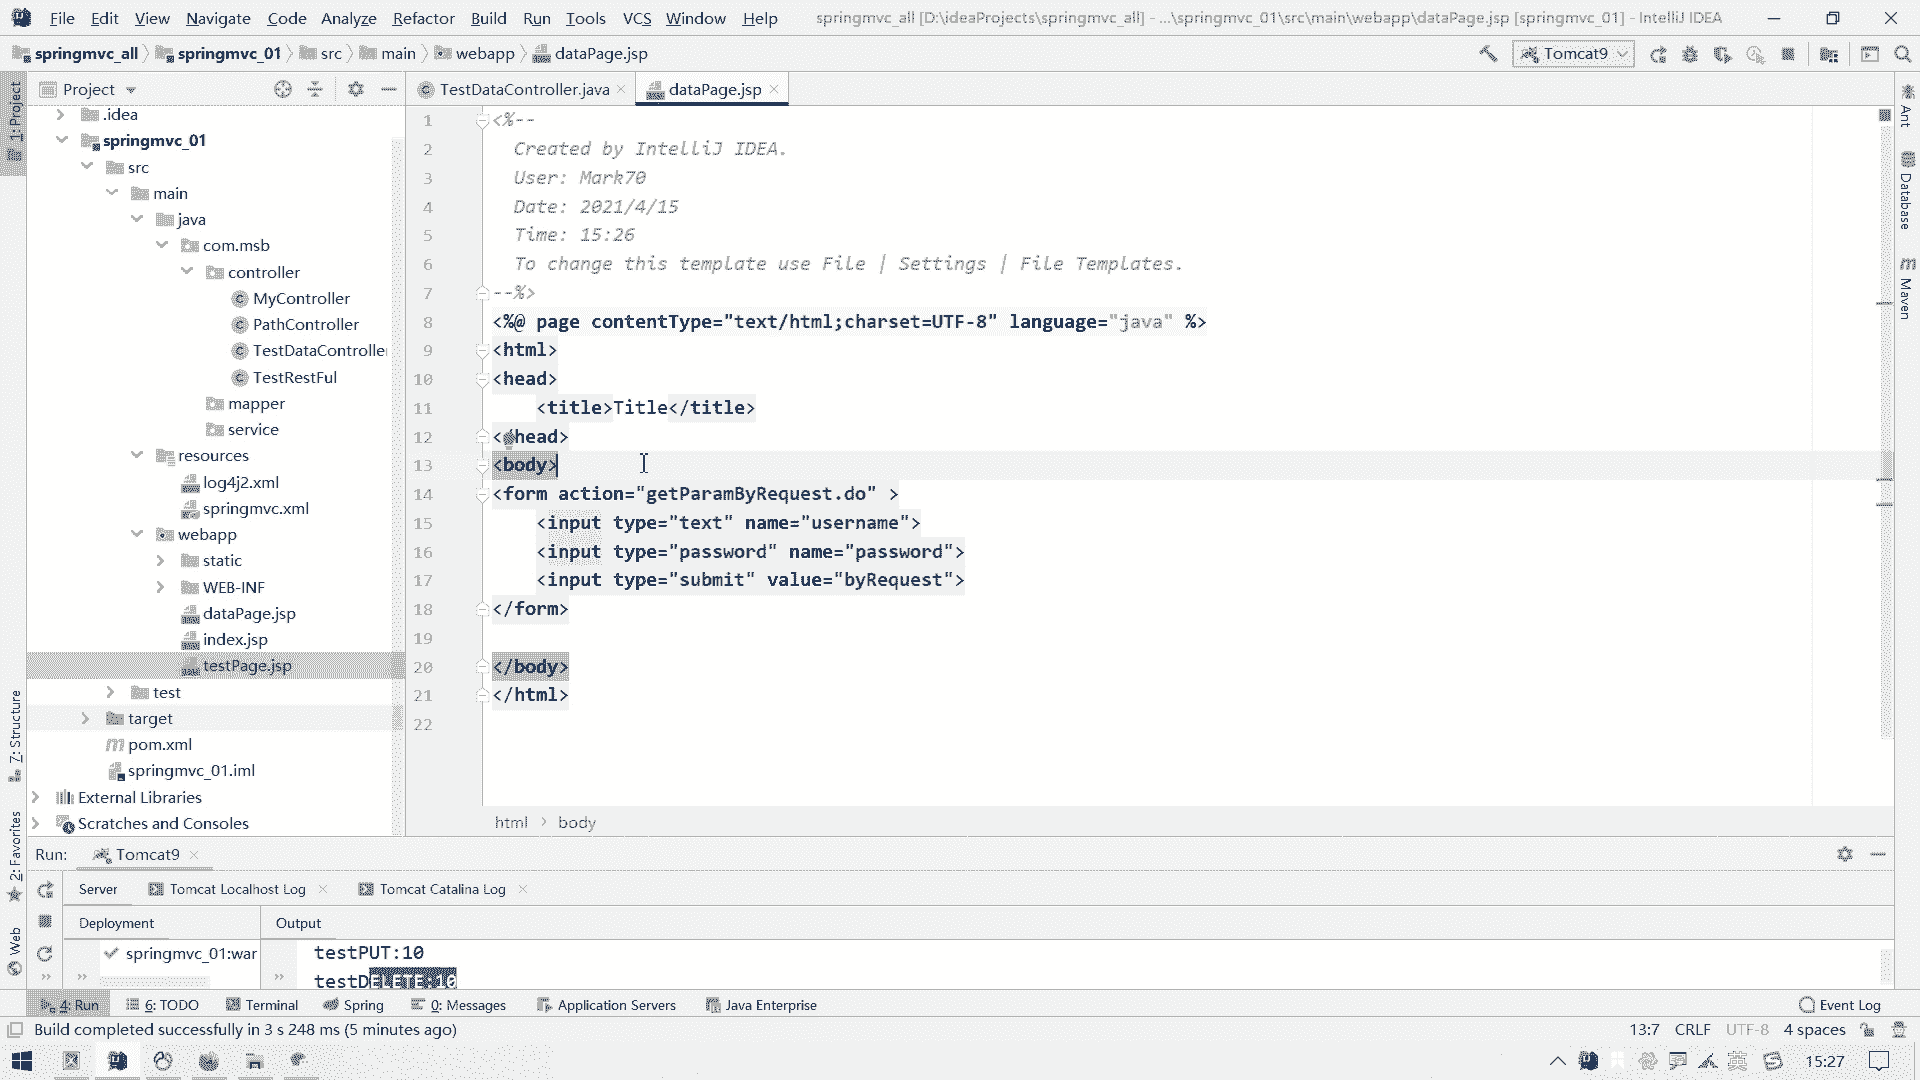 File Edit View Navigate Code Analyze Refactor Build Run Tools VCS Window Help springmvc_all [D:\ideaProjects\springmvc_all] - ...\springmvc_01\src\main\webapp\dataPage.jsp [springmvc_01] - IntelliJ IDEA
springmvc_all springmvc_01 src main webapp dataPage.jsp Tomcat9
Project
TestDataController.java dataPage.jsp
1: Project
.idea
springmvc_01
src
main
java
com.msb
controller
MyController
PathController
TestDataController
TestRestFul
mapper
service
resources
log4j2.xml
springmvc.xml
webapp
static
WEB-INF
dataPage.jsp
index.jsp
testPage.jsp
test
target
pom.xml
springmvc_01.iml
External Libraries
Scratches and Consoles
7: Structure
2: Favorites
Web
1 <%--
2 Created by IntelliJ IDEA.
3 User: Mark70
4 Date: 2021/4/15
5 Time: 15:26
6 To change this template use File | Settings | File Templates.
7 --%>
8 <%@ page contentType="text/html;charset=UTF-8" language="java" %>
9 <html>
10 <head>
11 <title>Title</title>
12 </head>
13 <body>
14 <form action="getParamByRequest.do" >
15 <input type="text" name="username">
16 <input type="password" name="password">
17 <input type="submit" value="byRequest">
18 </form>
19
20 </body>
21 </html>
22
html body
Ant
Database
Maven
Run: Tomcat9
Server Tomcat Localhost Log Tomcat Catalina Log
Deployment Output
springmvc_01:war
testPUT:10
testDELETE:10
4: Run 6: TODO Terminal Spring 0: Messages Application Servers Java Enterprise Event Log
Build completed successfully in 3 s 248 ms (5 minutes ago) 13:7 CRLF UTF-8 4 spaces
英 15:27